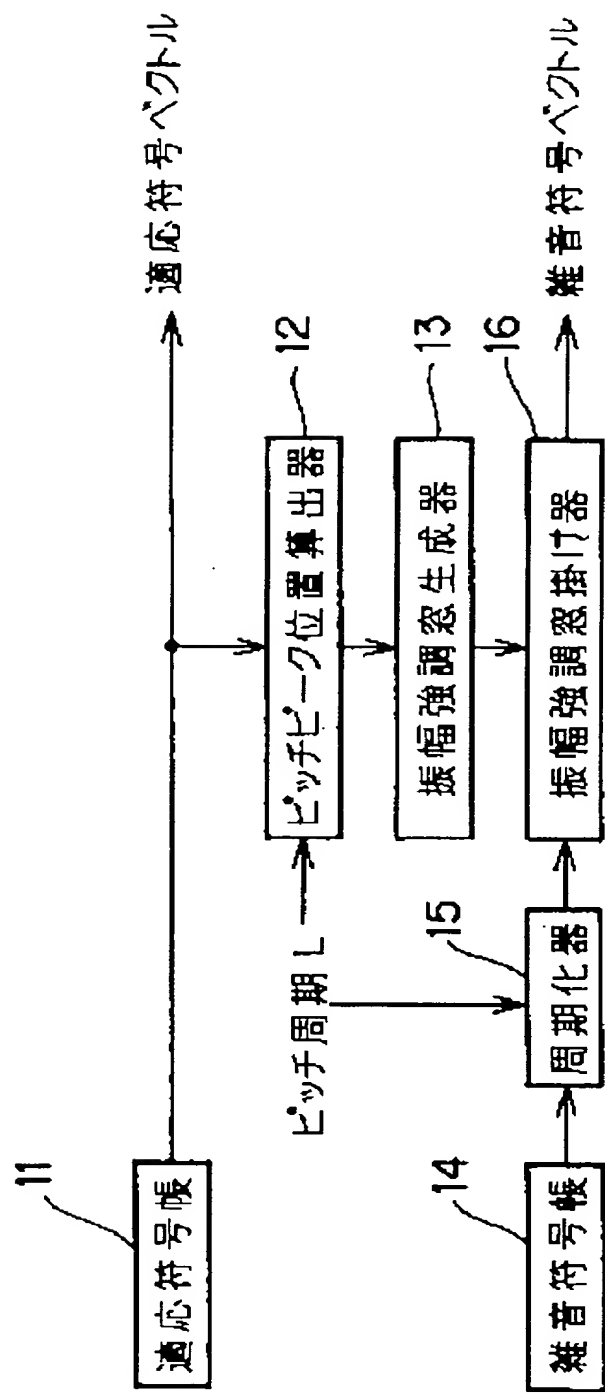 11
適応符号帳
適応符号ベクトル
12
ピッチ周期 L
ピッチピーク位置算出器
13
振幅強調窓生成器
14
雑音符号帳
15
周期化器
16
振幅強調窓掛け器
雑音符号ベクトル